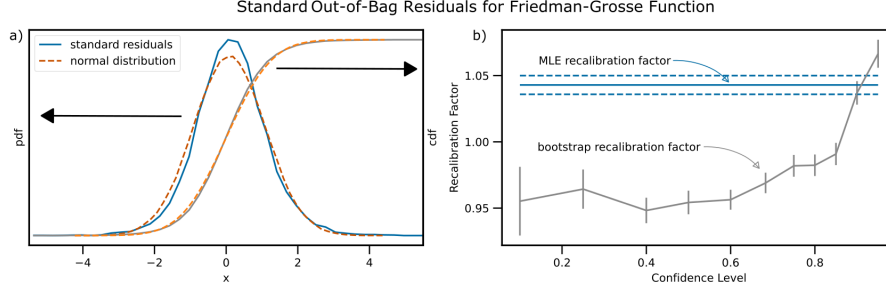 Standard Out-of-Bag Residuals for Friedman-Grosse Function
a)
standard residuals
normal distribution
pdf
cdf
−4
−2
0
2
4
x
b)
MLE recalibration factor
bootstrap recalibration factor
Recalibration Factor
1.05
1.00
0.95
0.2
0.4
0.6
0.8
Confidence Level